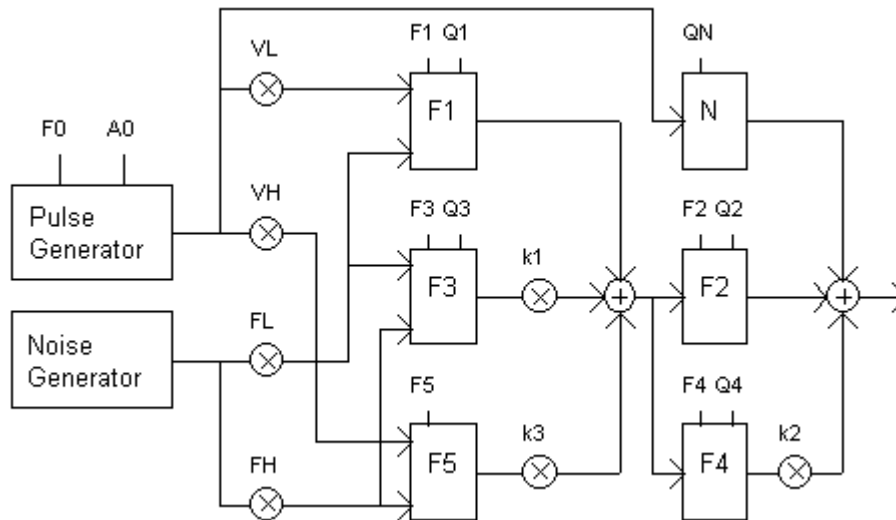 F1 Q1
QN
VL
F1
N
F0 A0
Pulse
Generator
VH
F3 Q3
F2 Q2
k1
F3
+
F2
+
Noise
Generator
FL
F5
F4 Q4
k3
k2
FH
F5
F4